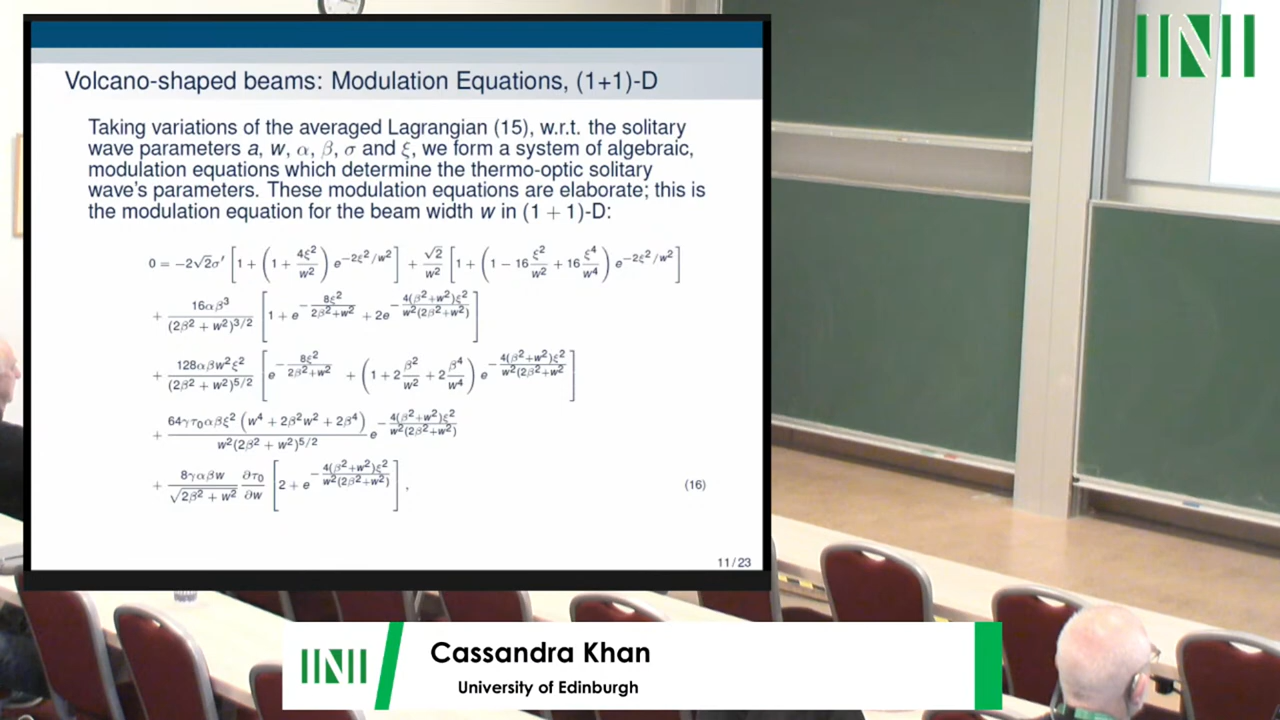 Volcano-shaped beams: Modulation Equations, (1+1)-D
Taking variations of the averaged Lagrangian (15), w.r.t. the solitary
wave parameters a, w, α, β, σ and ξ, we form a system of algebraic,
modulation equations which determine the thermo-optic solitary
wave's parameters. These modulation equations are elaborate; this is
the modulation equation for the beam width w in (1 + 1)-D:
0 = −2√2σ′ [1 + (1 + 4ξ²/w²) e^{−2ξ²/w²}] + √2/w² [1 + (1 − 16 ξ²/w² + 16 ξ⁴/w⁴) e^{−2ξ²/w²}]
+ 16αβ³/(2β² + w²)^{3/2} [1 + e^{−8ξ²/(2β²+w²)} + 2e^{−4(β²+w²)ξ²/(w²(2β²+w²))}]
+ 128αβw²ξ²/(2β² + w²)^{5/2} [e^{−8ξ²/(2β²+w²)} + (1 + 2 β²/w² + 2 β⁴/w⁴) e^{−4(β²+w²)ξ²/(w²(2β²+w²))}]
+ 64γτ₀αβξ² (w⁴ + 2β²w² + 2β⁴)/(w²(2β² + w²)^{5/2}) e^{−4(β²+w²)ξ²/(w²(2β²+w²))}
+ 8γαβw/√(2β² + w²) ∂τ₀/∂w [2 + e^{−4(β²+w²)ξ²/(w²(2β²+w²))}] , (16)
11/23
Cassandra Khan
University of Edinburgh